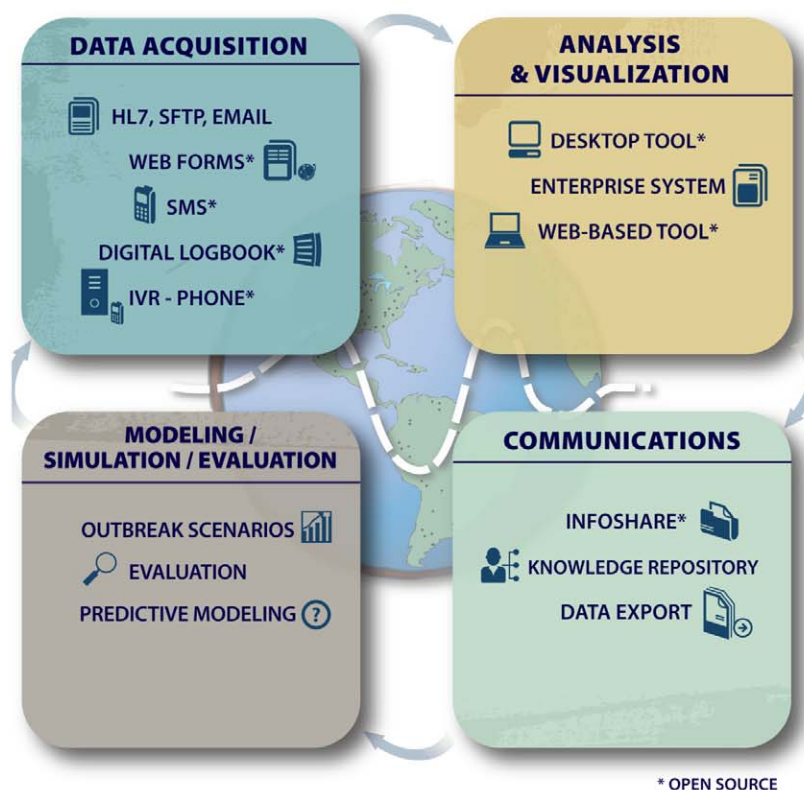 DATA ACQUISITION
HL7, SFTP, EMAIL
WEB FORMS*
SMS*
DIGITAL LOGBOOK*
IVR - PHONE*
ANALYSIS
& VISUALIZATION
DESKTOP TOOL*
ENTERPRISE SYSTEM
WEB-BASED TOOL*
MODELING /
SIMULATION / EVALUATION
OUTBREAK SCENARIOS
EVALUATION
PREDICTIVE MODELING
?
COMMUNICATIONS
INFOSHARE*
KNOWLEDGE REPOSITORY
DATA EXPORT
* OPEN SOURCE